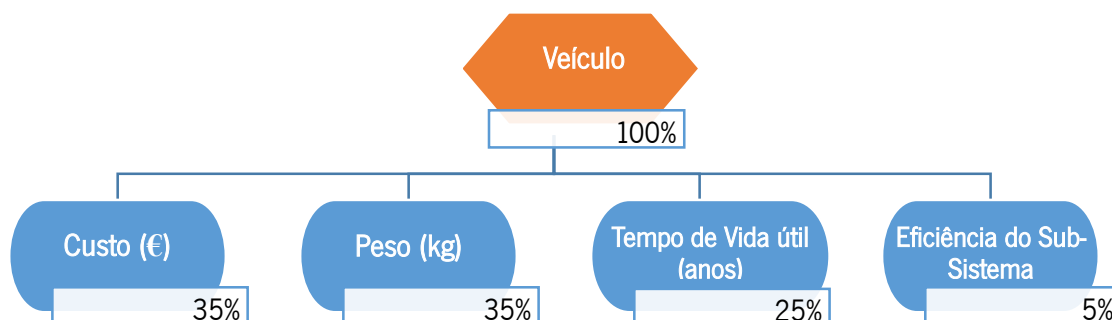 Veículo
100%
Custo (€)
35%
Peso (kg)
35%
Tempo de Vida útil
(anos)
25%
Eficiência do Sub-
Sistema
5%